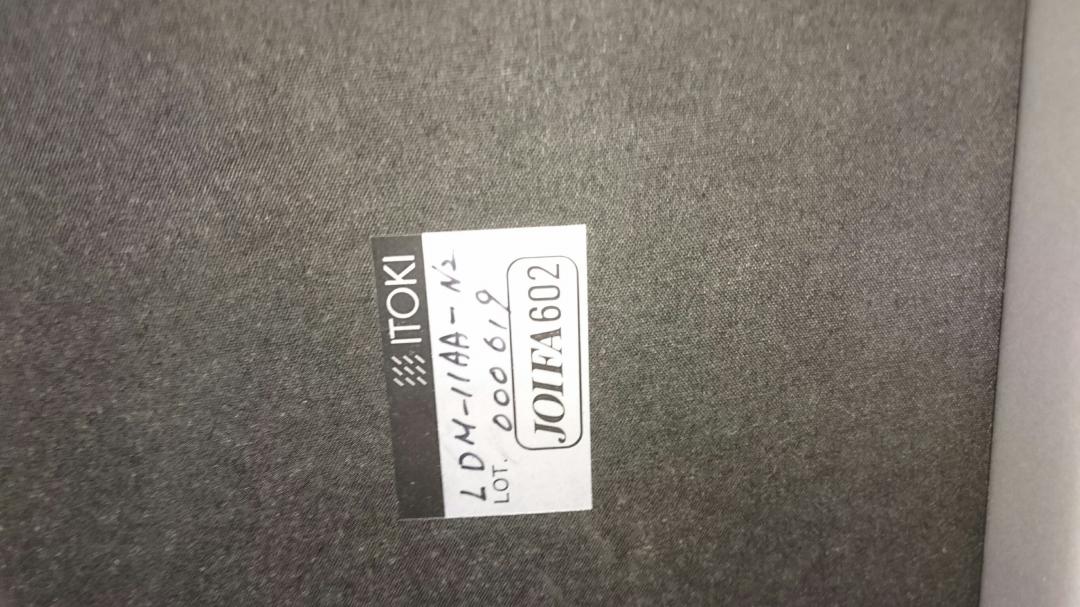 ITOKI
LDM-11AA-N2
LOT. 000619
JOIFA602